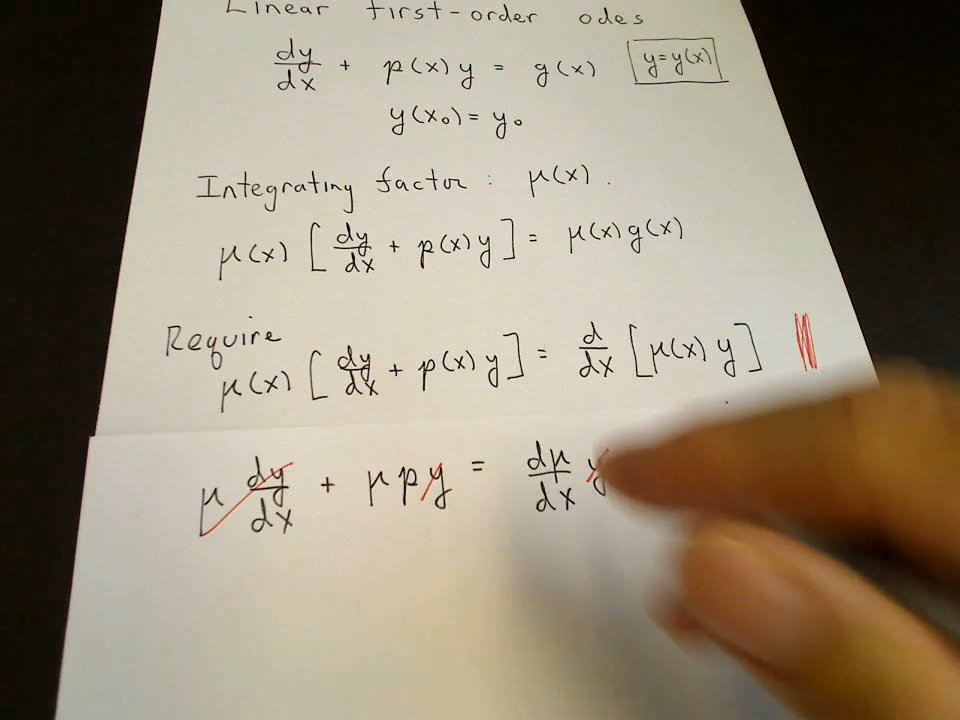 Linear first-order odes
dy/dx + p(x)y = g(x) y=y(x)
y(x₀) = y₀
Integrating factor: μ(x).
μ(x) [dy/dx + p(x)y] = μ(x)g(x)
Require
μ(x) [dy/dx + p(x)y] = d/dx [μ(x)y]
μ dy/dx + μpy = dμ/dx y